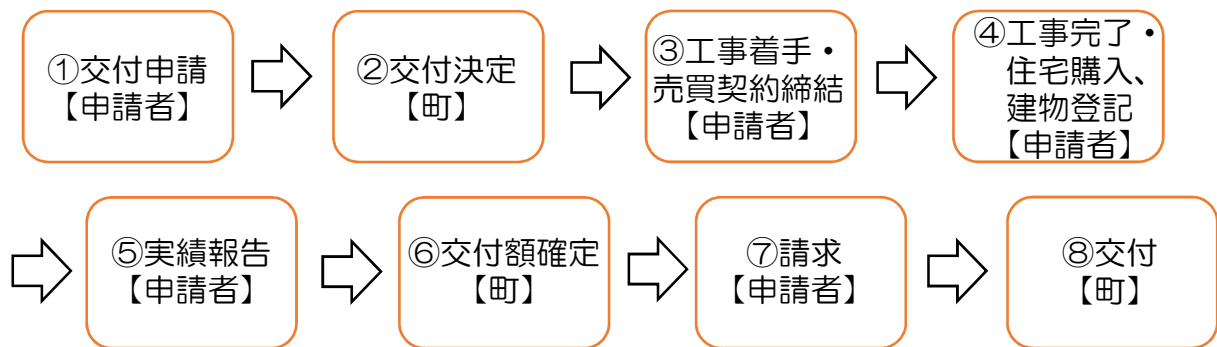 ①交付申請
【申請者】
②交付決定
【町】
③工事着手・
売買契約締結
【申請者】
④工事完了・
住宅購入、
建物登記
【申請者】
⑤実績報告
【申請者】
⑥交付額確定
【町】
⑦請求
【申請者】
⑧交付
【町】